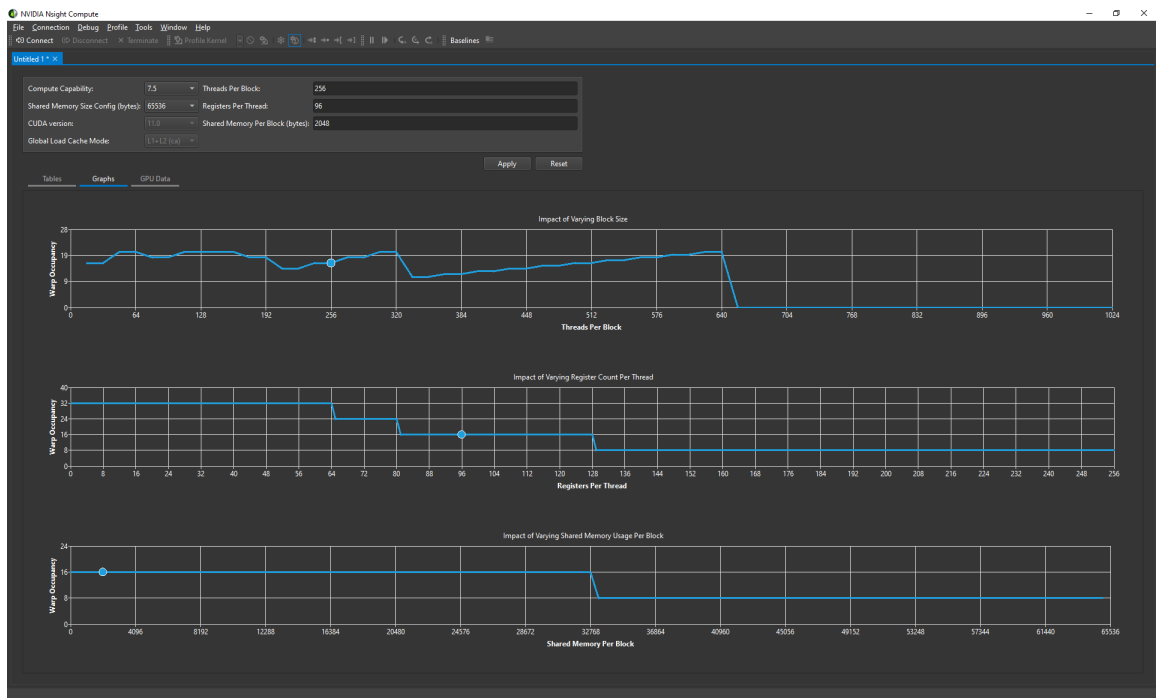 NVIDIA Nsight Compute
File Connection Debug Profile Tools Window Help
Connect Disconnect Terminate Profile Kernel Baselines
Untitled 1 *
Compute Capability: 7.5 Threads Per Block: 256
Shared Memory Size Config (bytes): 65536 Registers Per Thread: 96
CUDA version: 11.0 Shared Memory Per Block (bytes): 2048
Global Load Cache Mode: L1+L2 (ca)
Apply Reset
Tables Graphs GPU Data
Impact of Varying Block Size
Warp Occupancy
28
19
9
0
0 64 128 192 256 320 384 448 512 576 640 704 768 832 896 960 1024
Threads Per Block
Impact of Varying Register Count Per Thread
Warp Occupancy
40
32
24
16
8
0
0 8 16 24 32 40 48 56 64 72 80 88 96 104 112 120 128 136 144 152 160 168 176 184 192 200 208 216 224 232 240 248 256
Registers Per Thread
Impact of Varying Shared Memory Usage Per Block
Warp Occupancy
24
16
8
0
0 4096 8192 12288 16384 20480 24576 28672 32768 36864 40960 45056 49152 53248 57344 61440 65536
Shared Memory Per Block